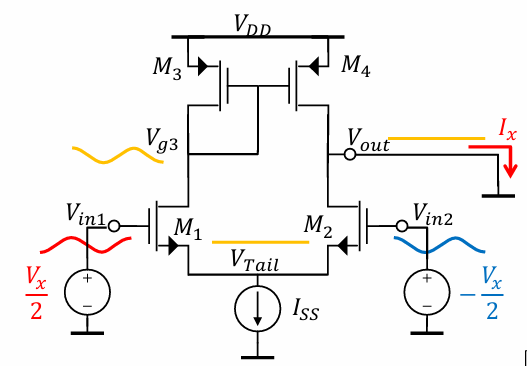 V_DD
M_3
M_4
V_g3
V_out
I_x
V_in1
M_1
M_2
V_in2
V_Tail
V_x
2
+
−
I_SS
+
−
−V_x
2